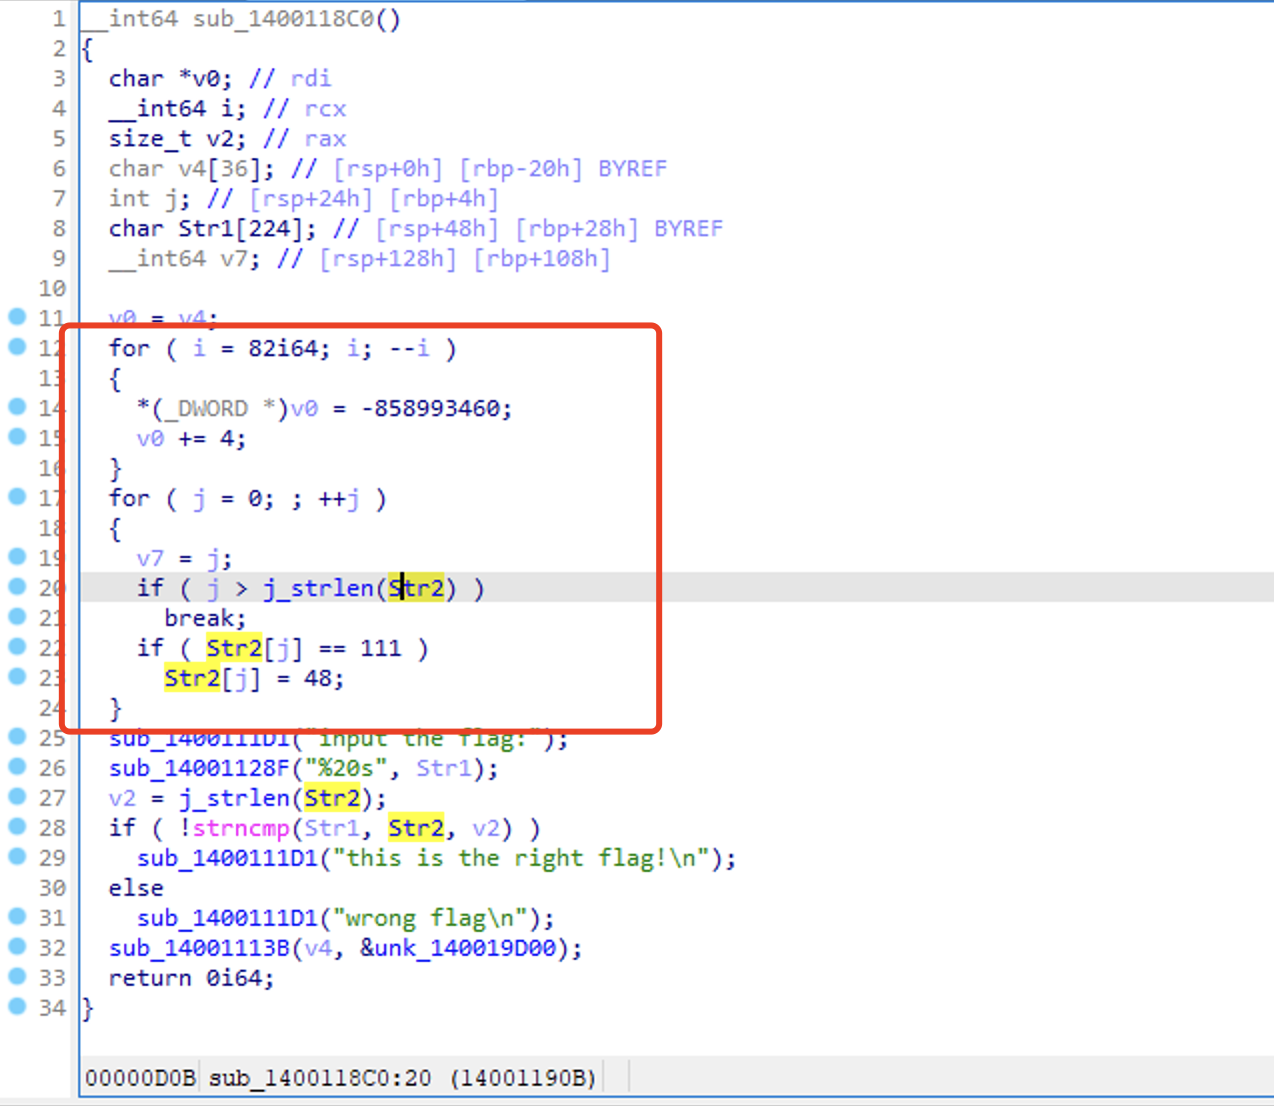 1 __int64 sub_1400118C0()
2 {
3 char *v0; // rdi
4 __int64 i; // rcx
5 size_t v2; // rax
6 char v4[36]; // [rsp+0h] [rbp-20h] BYREF
7 int j; // [rsp+24h] [rbp+4h]
8 char Str1[224]; // [rsp+48h] [rbp+28h] BYREF
9 __int64 v7; // [rsp+128h] [rbp+108h]
10
11 v0 = v4;
12 for ( i = 82i64; i; --i )
13 {
14 *(_DWORD *)v0 = -858993460;
15 v0 += 4;
16 }
17 for ( j = 0; ; ++j )
18 {
19 v7 = j;
20 if ( j > j_strlen(Str2) )
21 break;
22 if ( Str2[j] == 111 )
23 Str2[j] = 48;
24 }
25 sub_1400111D1("input the flag:");
26 sub_14001128F("%20s", Str1);
27 v2 = j_strlen(Str2);
28 if ( !strncmp(Str1, Str2, v2) )
29 sub_1400111D1("this is the right flag!\n");
30 else
31 sub_1400111D1("wrong flag\n");
32 sub_14001113B(v4, &unk_140019D00);
33 return 0i64;
34 }
00000D0B sub_1400118C0:20 (14001190B)